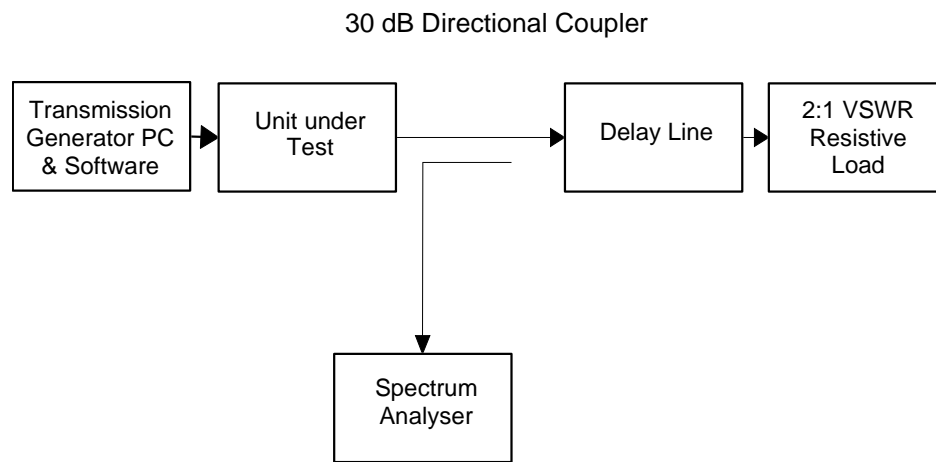 30 dB Directional Coupler
Transmission
Generator PC
& Software
Unit under
Test
Delay Line
2:1 VSWR
Resistive
Load
Spectrum
Analyser